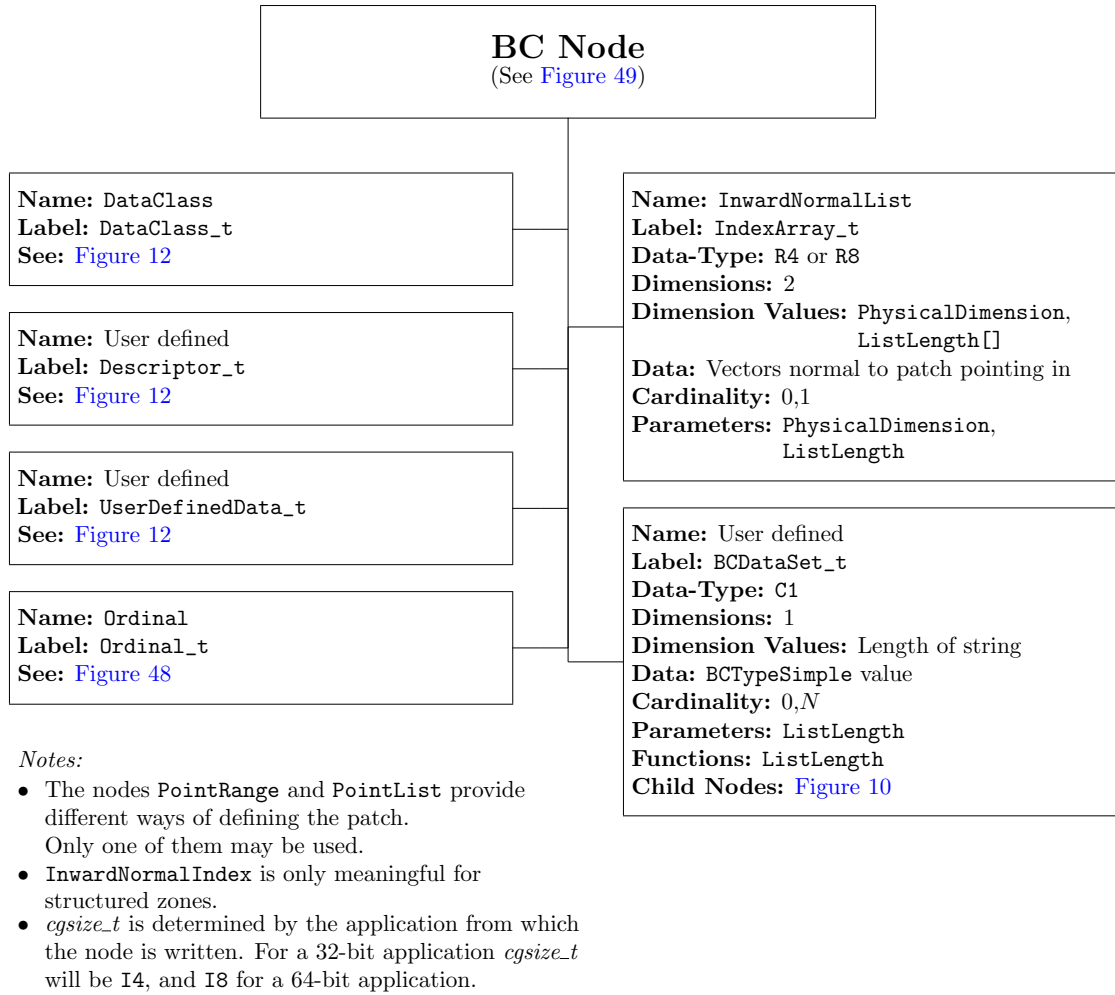 BC Node
(See Figure 49)
Name: DataClass
Label: DataClass_t
See: Figure 12
Name: User defined
Label: Descriptor_t
See: Figure 12
Name: User defined
Label: UserDefinedData_t
See: Figure 12
Name: Ordinal
Label: Ordinal_t
See: Figure 48
Name: InwardNormalList
Label: IndexArray_t
Data-Type: R4 or R8
Dimensions: 2
Dimension Values: PhysicalDimension,
ListLength[]
Data: Vectors normal to patch pointing in
Cardinality: 0,1
Parameters: PhysicalDimension,
ListLength
Name: User defined
Label: BCDataSet_t
Data-Type: C1
Dimensions: 1
Dimension Values: Length of string
Data: BCTypeSimple value
Cardinality: 0,N
Parameters: ListLength
Functions: ListLength
Child Nodes: Figure 10
Notes:
• The nodes PointRange and PointList provide
different ways of defining the patch.
Only one of them may be used.
• InwardNormalIndex is only meaningful for
structured zones.
• cgsize_t is determined by the application from which
the node is written. For a 32-bit application cgsize_t
will be I4, and I8 for a 64-bit application.